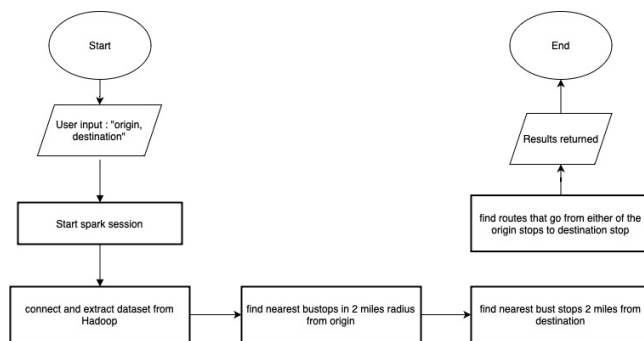 Start
User input : "origin,
destination"
Start spark session
connect and extract dataset from
Hadoop
find nearest bustops in 2 miles radius
from origin
find nearest bust stops 2 miles from
destination
find routes that go from either of the
origin stops to destination stop
Results returned
End